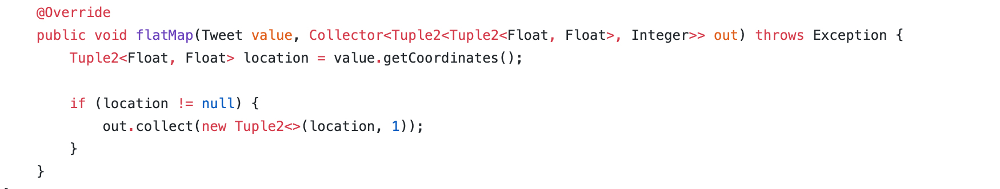 @Override
public void flatMap(Tweet value, Collector<Tuple2<Tuple2<Float, Float>, Integer>> out) throws Exception {
Tuple2<Float, Float> location = value.getCoordinates();
if (location != null) {
out.collect(new Tuple2<>(location, 1));
}
}